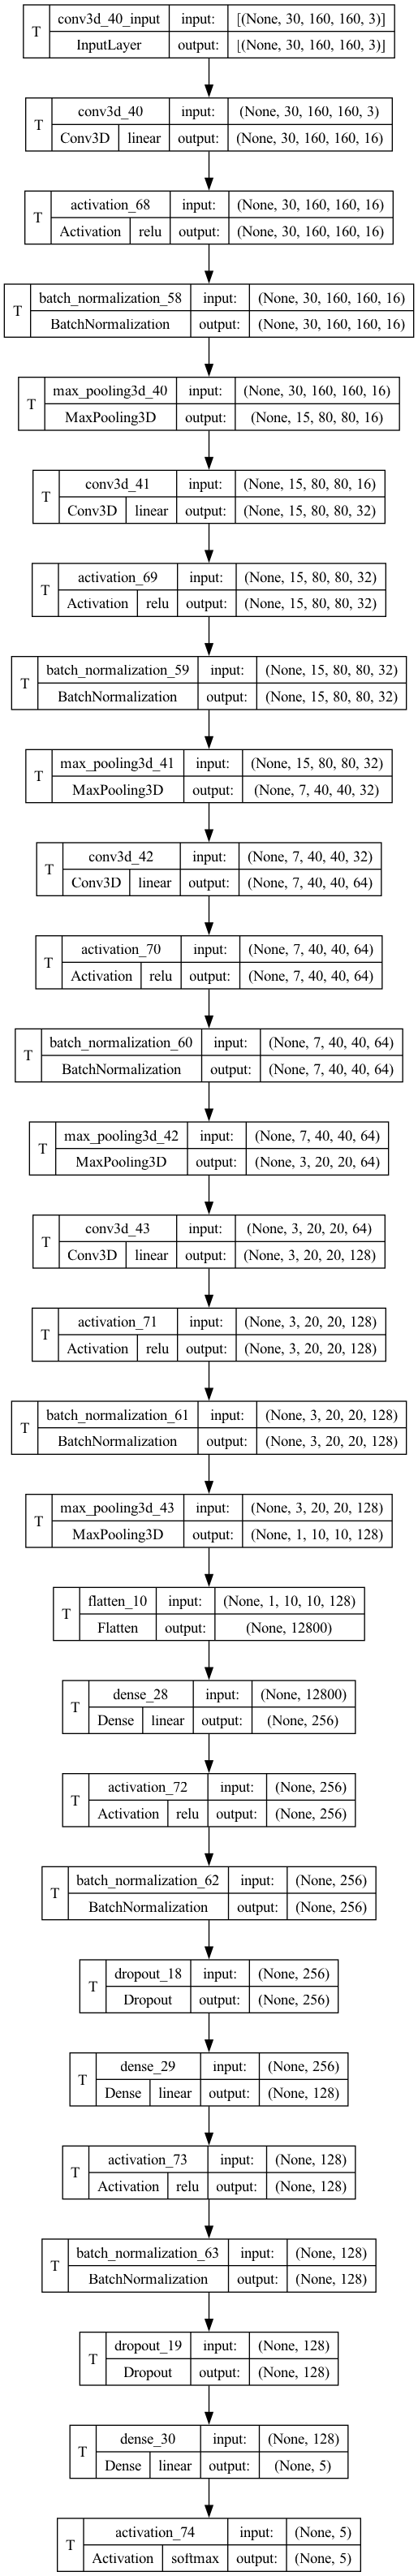 T conv3d_40_input input: [(None, 30, 160, 160, 3)]
InputLayer output: [(None, 30, 160, 160, 3)]
T conv3d_40 input: (None, 30, 160, 160, 3)
Conv3D linear output: (None, 30, 160, 160, 16)
T activation_68 input: (None, 30, 160, 160, 16)
Activation relu output: (None, 30, 160, 160, 16)
T batch_normalization_58 input: (None, 30, 160, 160, 16)
BatchNormalization output: (None, 30, 160, 160, 16)
T max_pooling3d_40 input: (None, 30, 160, 160, 16)
MaxPooling3D output: (None, 15, 80, 80, 16)
T conv3d_41 input: (None, 15, 80, 80, 16)
Conv3D linear output: (None, 15, 80, 80, 32)
T activation_69 input: (None, 15, 80, 80, 32)
Activation relu output: (None, 15, 80, 80, 32)
T batch_normalization_59 input: (None, 15, 80, 80, 32)
BatchNormalization output: (None, 15, 80, 80, 32)
T max_pooling3d_41 input: (None, 15, 80, 80, 32)
MaxPooling3D output: (None, 7, 40, 40, 32)
T conv3d_42 input: (None, 7, 40, 40, 32)
Conv3D linear output: (None, 7, 40, 40, 64)
T activation_70 input: (None, 7, 40, 40, 64)
Activation relu output: (None, 7, 40, 40, 64)
T batch_normalization_60 input: (None, 7, 40, 40, 64)
BatchNormalization output: (None, 7, 40, 40, 64)
T max_pooling3d_42 input: (None, 7, 40, 40, 64)
MaxPooling3D output: (None, 3, 20, 20, 64)
T conv3d_43 input: (None, 3, 20, 20, 64)
Conv3D linear output: (None, 3, 20, 20, 128)
T activation_71 input: (None, 3, 20, 20, 128)
Activation relu output: (None, 3, 20, 20, 128)
T batch_normalization_61 input: (None, 3, 20, 20, 128)
BatchNormalization output: (None, 3, 20, 20, 128)
T max_pooling3d_43 input: (None, 3, 20, 20, 128)
MaxPooling3D output: (None, 1, 10, 10, 128)
T flatten_10 input: (None, 1, 10, 10, 128)
Flatten output: (None, 12800)
T dense_28 input: (None, 12800)
Dense linear output: (None, 256)
T activation_72 input: (None, 256)
Activation relu output: (None, 256)
T batch_normalization_62 input: (None, 256)
BatchNormalization output: (None, 256)
T dropout_18 input: (None, 256)
Dropout output: (None, 256)
T dense_29 input: (None, 256)
Dense linear output: (None, 128)
T activation_73 input: (None, 128)
Activation relu output: (None, 128)
T batch_normalization_63 input: (None, 128)
BatchNormalization output: (None, 128)
T dropout_19 input: (None, 128)
Dropout output: (None, 128)
T dense_30 input: (None, 128)
Dense linear output: (None, 5)
T activation_74 input: (None, 5)
Activation softmax output: (None, 5)